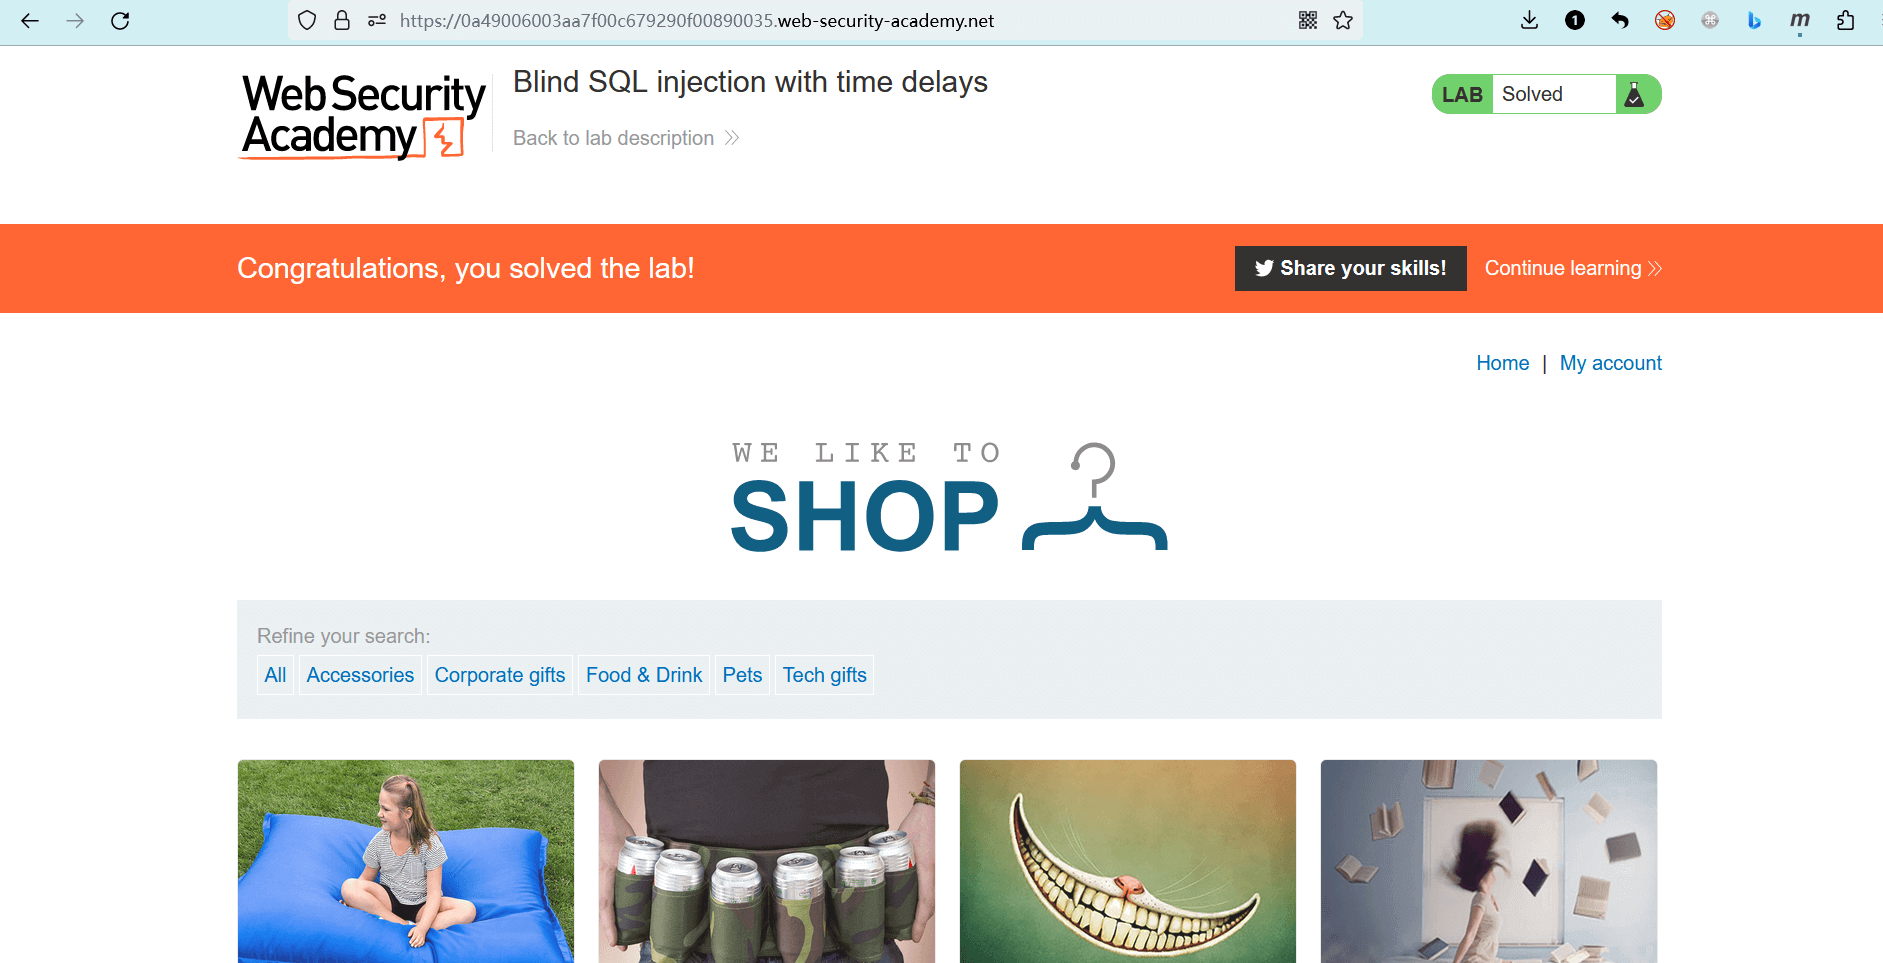 https://0a49006003aa7f00c679290f00890035.web-security-academy.net
1
m
Web Security
Academy
Blind SQL injection with time delays
Back to lab description
LAB Solved
Congratulations, you solved the lab!
Share your skills!
Continue learning
Home | My account
WE LIKE TO
SHOP
Refine your search:
All Accessories Corporate gifts Food & Drink Pets Tech gifts